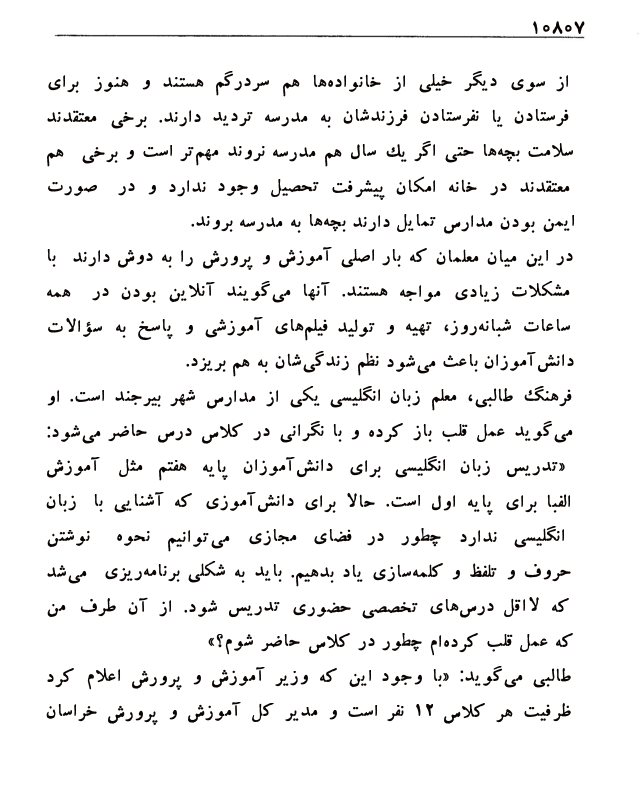 ۱۰۸۰۷
از سوی دیگر خیلی از خانواده‌ها هم سردرگم هستند و هنوز برای
فرستادن یا نفرستادن فرزندشان به مدرسه تردید دارند. برخی معتقدند
سلامت بچه‌ها حتی اگر یك سال هم مدرسه نروند مهم‌تر است و برخی هم
معتقدند در خانه امکان پیشرفت تحصیل وجود ندارد و در صورت
ایمن بودن مدارس تمایل دارند بچه‌ها به مدرسه بروند.
در این میان معلمان که بار اصلی آموزش و پرورش را به دوش دارند با
مشکلات زیادی مواجه هستند. آنها می‌گویند آنلاین بودن در همه
ساعات شبانه‌روز، تهیه و تولید فیلم‌های آموزشی و پاسخ به سؤالات
دانش‌آموزان باعث می‌شود نظم زندگی‌شان به هم بریزد.
فرهنگ طالبی، معلم زبان انگلیسی یکی از مدارس شهر بیرجند است. او
می‌گوید عمل قلب باز کرده و با نگرانی در کلاس درس حاضر می‌شود:
«تدریس زبان انگلیسی برای دانش‌آموزان پایه هفتم مثل آموزش
الفبا برای پایه اول است. حالا برای دانش‌آموزی که آشنایی با زبان
انگلیسی ندارد چطور در فضای مجازی می‌توانیم نحوه نوشتن
حروف و تلفظ و کلمه‌سازی یاد بدهیم. باید به شکلی برنامه‌ریزی می‌شد
که لااقل درس‌های تخصصی حضوری تدریس شود. از آن طرف من
که عمل قلب کرده‌ام چطور در کلاس حاضر شوم؟»
طالبی می‌گوید: «با وجود این که وزیر آموزش و پرورش اعلام کرد
ظرفیت هر کلاس ۱۲ نفر است و مدیر کل آموزش و پرورش خراسان